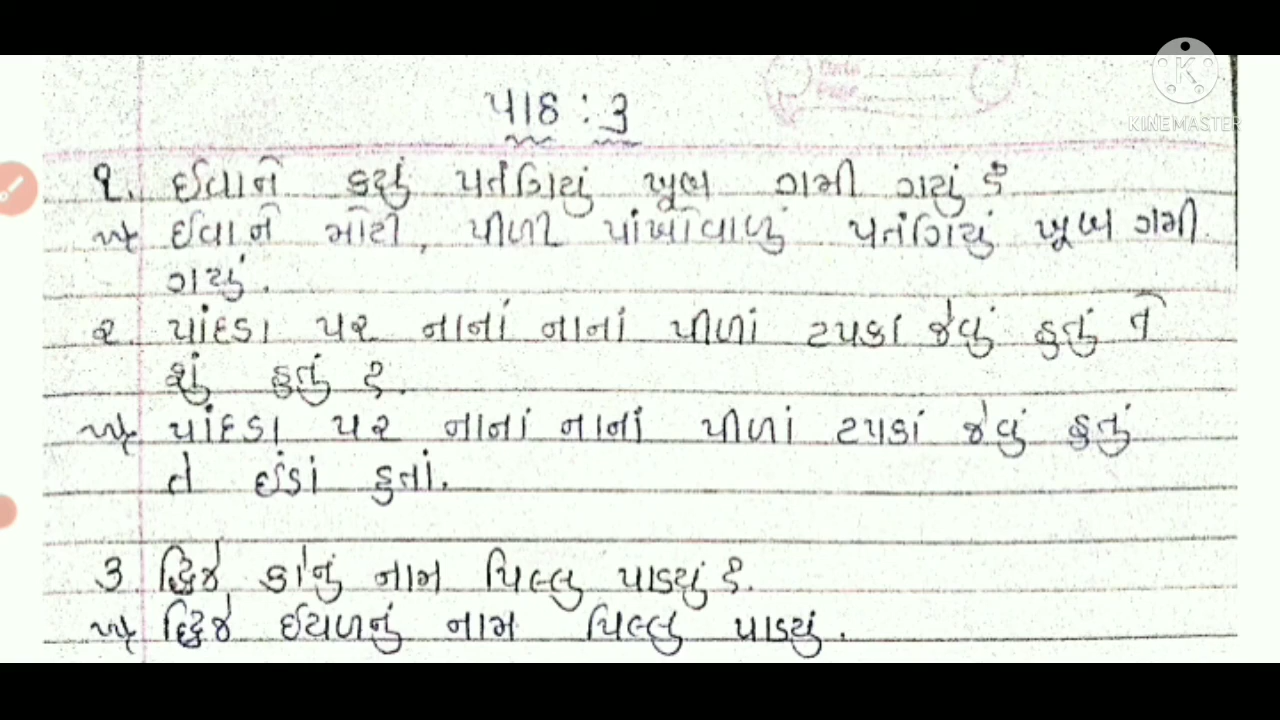 પાઠ : ૩
KINEMASTER
૧. ઈવાને કયું પતંગિયું ખૂબ ગમી ગયું ?
જ. ઈવાને મોટી, પીળી પાંખોવાળું પતંગિયું ખૂબ ગમી
ગયું.
૨. પાંદડા પર નાનાં નાનાં પીળાં ટપકાં જેવું હતું તે
શું હતું ?
જ. પાંદડા પર નાનાં નાનાં પીળાં ટપકાં જેવું હતું
તે ઈંડાં હતાં.
૩. દ્વિજે કોનું નામ પિલ્લુ પાડ્યું ?
જ. દ્વિજે ઈયળનું નામ પિલ્લુ પાડ્યું.